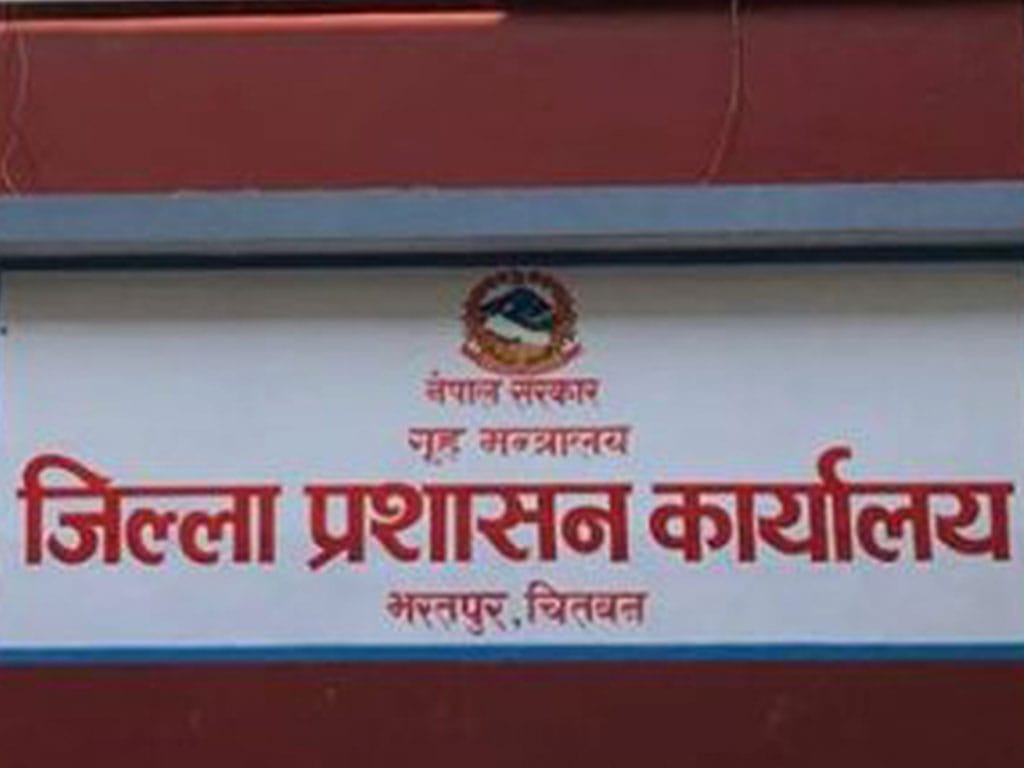 नेपाल सरकार
गृह मन्त्रालय
जिल्ला प्रशासन कार्यालय
भरतपुर, चितवन